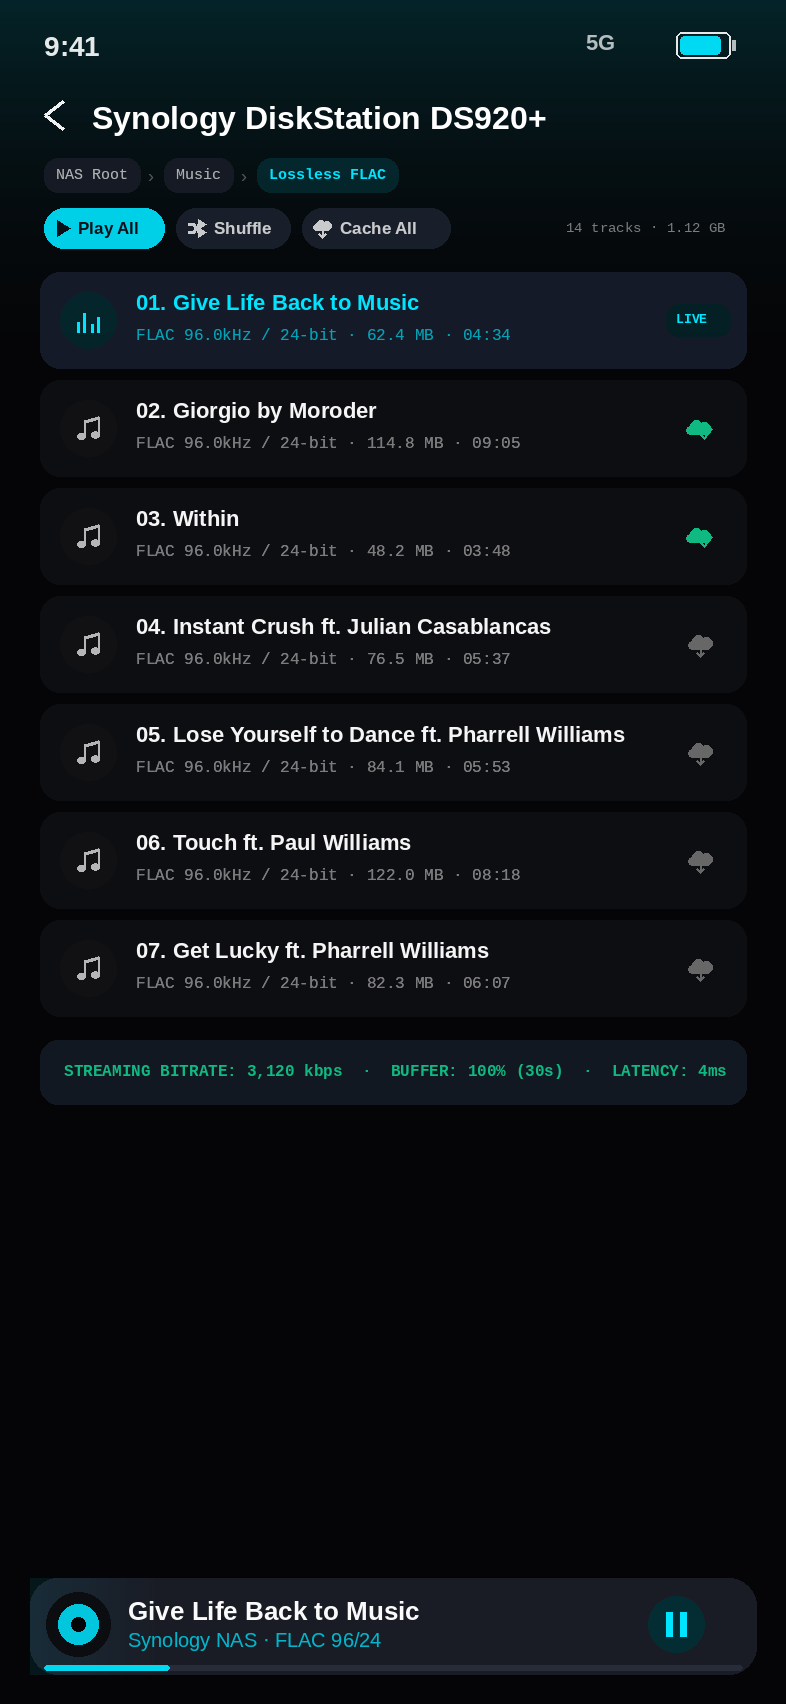 9:41 5G
Synology DiskStation DS920+
NAS Root › Music › Lossless FLAC
Play All Shuffle Cache All 14 tracks · 1.12 GB
01. Give Life Back to Music
FLAC 96.0kHz / 24-bit · 62.4 MB · 04:34
LIVE
02. Giorgio by Moroder
FLAC 96.0kHz / 24-bit · 114.8 MB · 09:05
03. Within
FLAC 96.0kHz / 24-bit · 48.2 MB · 03:48
04. Instant Crush ft. Julian Casablancas
FLAC 96.0kHz / 24-bit · 76.5 MB · 05:37
05. Lose Yourself to Dance ft. Pharrell Williams
FLAC 96.0kHz / 24-bit · 84.1 MB · 05:53
06. Touch ft. Paul Williams
FLAC 96.0kHz / 24-bit · 122.0 MB · 08:18
07. Get Lucky ft. Pharrell Williams
FLAC 96.0kHz / 24-bit · 82.3 MB · 06:07
STREAMING BITRATE: 3,120 kbps · BUFFER: 100% (30s) · LATENCY: 4ms
Give Life Back to Music
Synology NAS · FLAC 96/24